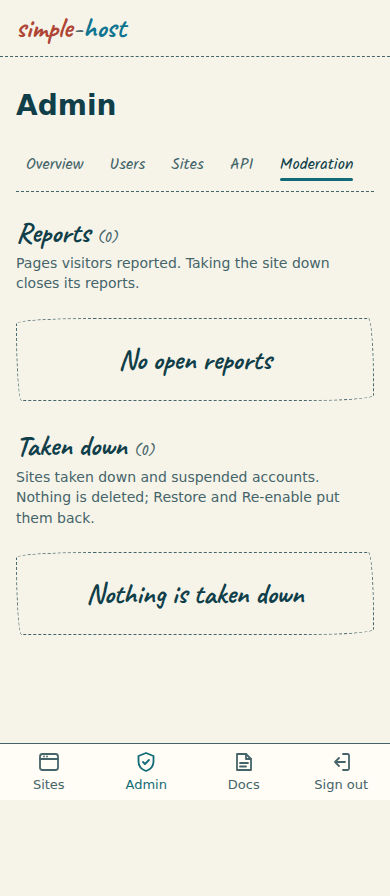 simple-host
Admin
Overview Users Sites API Moderation
Reports (0)
Pages visitors reported. Taking the site down
closes its reports.
No open reports
Taken down (0)
Sites taken down and suspended accounts.
Nothing is deleted; Restore and Re-enable put
them back.
Nothing is taken down
Sites Admin Docs Sign out